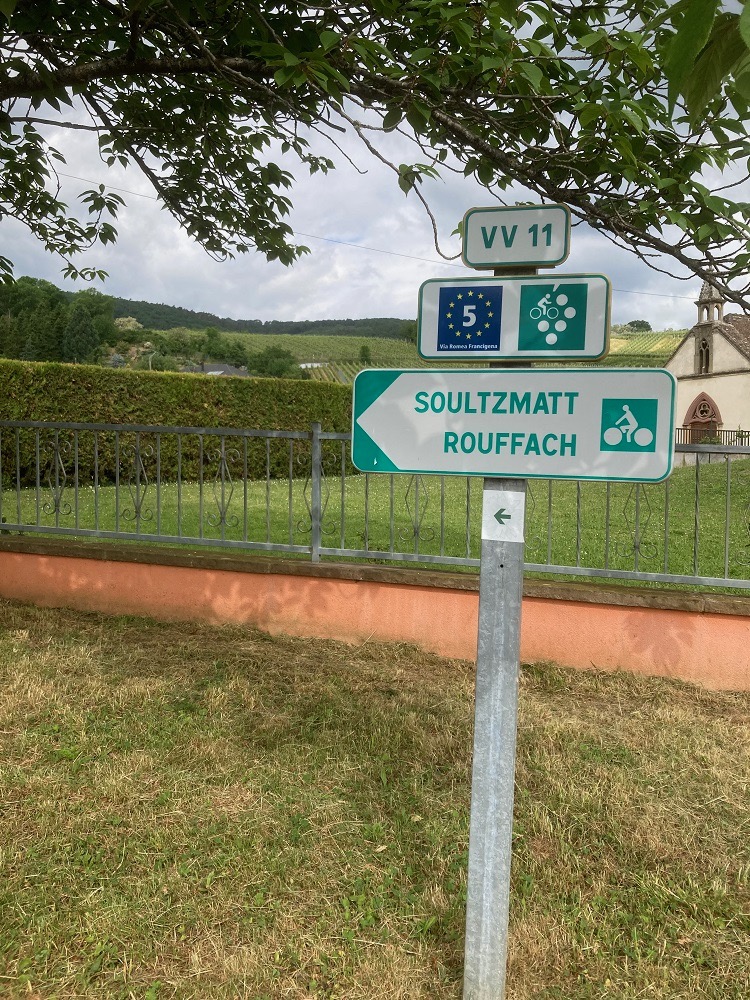 VV 11
5
Via Romea Francigena
SOULTZMATT
ROUFFACH